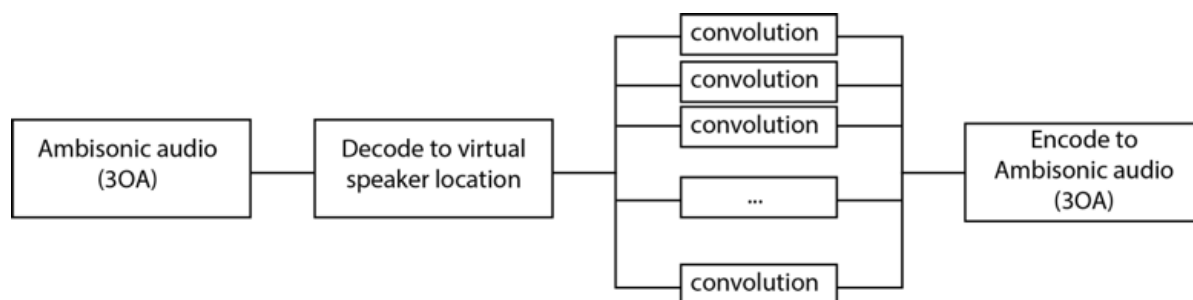 Ambisonic audio
(3OA)
Decode to virtual
speaker location
convolution
convolution
convolution
...
convolution
Encode to
Ambisonic audio
(3OA)